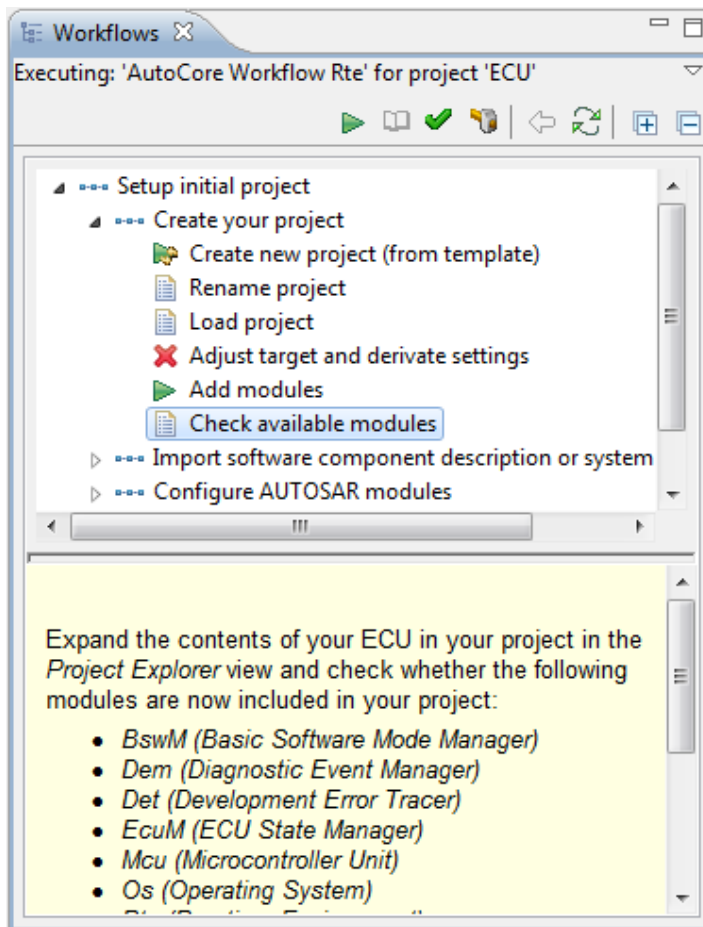 Workflows
Executing: 'AutoCore Workflow Rte' for project 'ECU'
Setup initial project
Create your project
Create new project (from template)
Rename project
Load project
Adjust target and derivate settings
Add modules
Check available modules
Import software component description or system
Configure AUTOSAR modules
Expand the contents of your ECU in your project in the
Project Explorer view and check whether the following
modules are now included in your project:
• BswM (Basic Software Mode Manager)
• Dem (Diagnostic Event Manager)
• Det (Development Error Tracer)
• EcuM (ECU State Manager)
• Mcu (Microcontroller Unit)
• Os (Operating System)